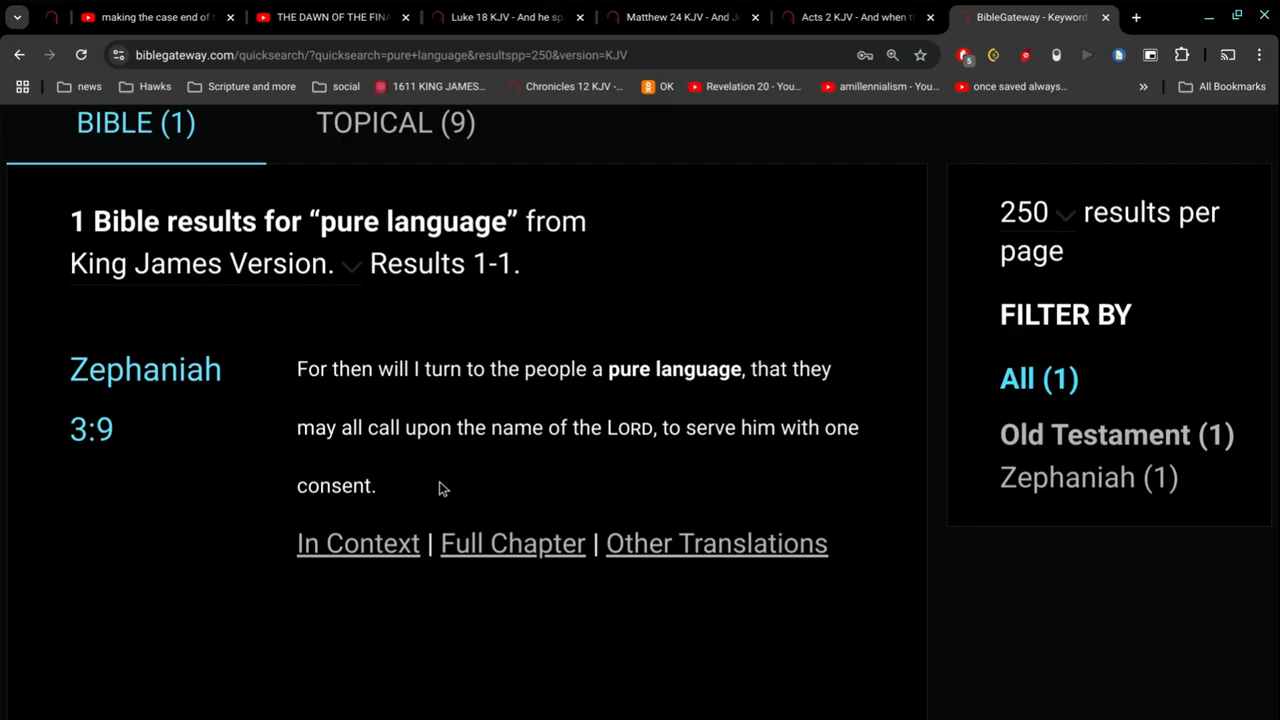 making the case end of t
THE DAWN OF THE FINA
Luke 18 KJV - And he sp
Matthew 24 KJV - And J
Acts 2 KJV - And when t
BibleGateway - Keyword
biblegateway.com/quicksearch/?quicksearch=pure+language&resultspp=250&version=KJV
5
news
Hawks
Scripture and more
social
1611 KING JAMES...
Chronicles 12 KJV -...
OK
Revelation 20 - You...
amillennialism - You...
once saved always...
»
All Bookmarks
BIBLE (1)
TOPICAL (9)
1 Bible results for “pure language” from
King James Version. Results 1-1.
Zephaniah
3:9
For then will I turn to the people a pure language, that they
may all call upon the name of the LORD, to serve him with one
consent.
In Context | Full Chapter | Other Translations
250 results per
page
FILTER BY
All (1)
Old Testament (1)
Zephaniah (1)